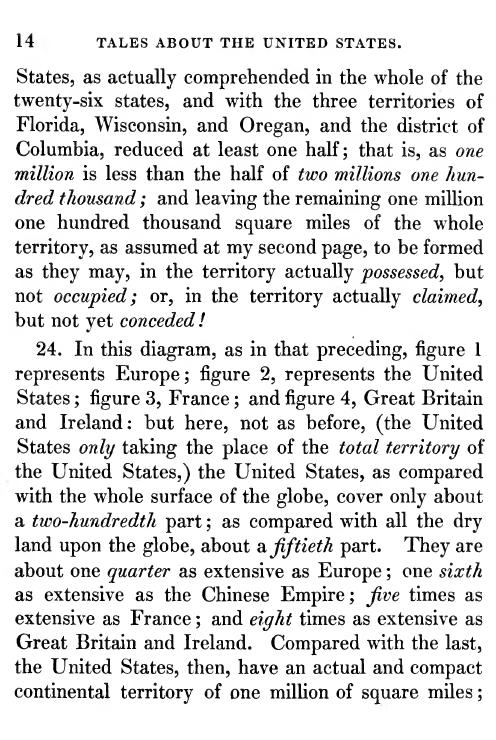 14 TALES ABOUT THE UNITED STATES.
States, as actually comprehended in the whole of the
twenty-six states, and with the three territories of
Florida, Wisconsin, and Oregan, and the district of
Columbia, reduced at least one half; that is, as one
million is less than the half of two millions one hun-
dred thousand; and leaving the remaining one million
one hundred thousand square miles of the whole
territory, as assumed at my second page, to be formed
as they may, in the territory actually possessed, but
not occupied; or, in the territory actually claimed,
but not yet conceded!
24. In this diagram, as in that preceding, figure 1
represents Europe; figure 2, represents the United
States; figure 3, France; and figure 4, Great Britain
and Ireland: but here, not as before, (the United
States only taking the place of the total territory of
the United States,) the United States, as compared
with the whole surface of the globe, cover only about
a two-hundredth part; as compared with all the dry
land upon the globe, about a fiftieth part. They are
about one quarter as extensive as Europe; one sixth
as extensive as the Chinese Empire; five times as
extensive as France; and eight times as extensive as
Great Britain and Ireland. Compared with the last,
the United States, then, have an actual and compact
continental territory of one million of square miles;